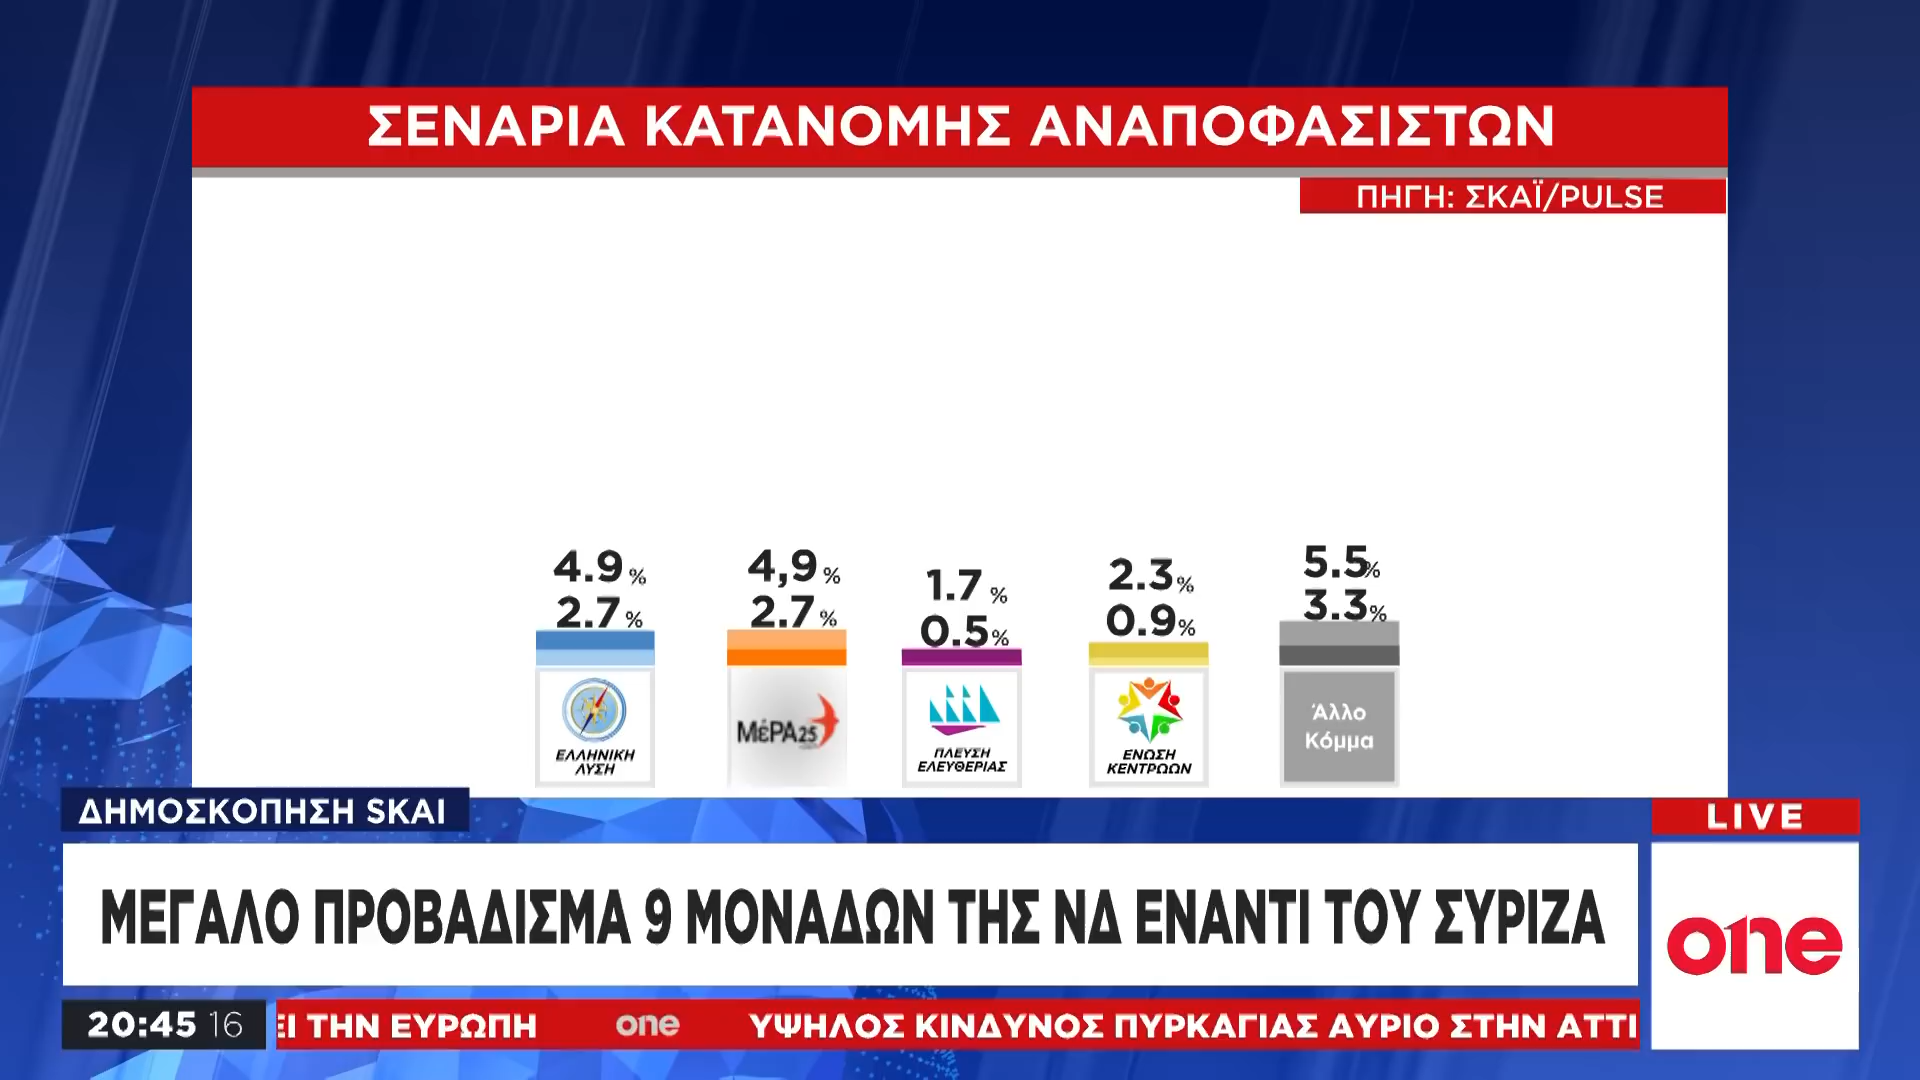 ΣΕΝΑΡΙΑ ΚΑΤΑΝΟΜΗΣ ΑΝΑΠΟΦΑΣΙΣΤΩΝ
ΠΗΓΗ: ΣΚΑΪ/PULSE
4.9 %
2.7 %
ΕΛΛΗΝΙΚΗ
ΛΥΣΗ
4,9 %
2.7 %
ΜέΡΑ25
1.7 %
0.5%
ΠΛΕΥΣΗ
ΕΛΕΥΘΕΡΙΑΣ
2.3%
0.9%
ΕΝΩΣΗ
ΚΕΝΤΡΩΩΝ
5.5%
3.3%
Άλλο
Κόμμα
ΔΗΜΟΣΚΟΠΗΣΗ SKAI
ΜΕΓΑΛΟ ΠΡΟΒΑΔΙΣΜΑ 9 ΜΟΝΑΔΩΝ ΤΗΣ ΝΔ ΕΝΑΝΤΙ ΤΟΥ ΣΥΡΙΖΑ
LIVE
one
20:45 16
ΕΙ ΤΗΝ ΕΥΡΩΠΗ one ΥΨΗΛΟΣ ΚΙΝΔΥΝΟΣ ΠΥΡΚΑΓΙΑΣ ΑΥΡΙΟ ΣΤΗΝ ΑΤΤΙ